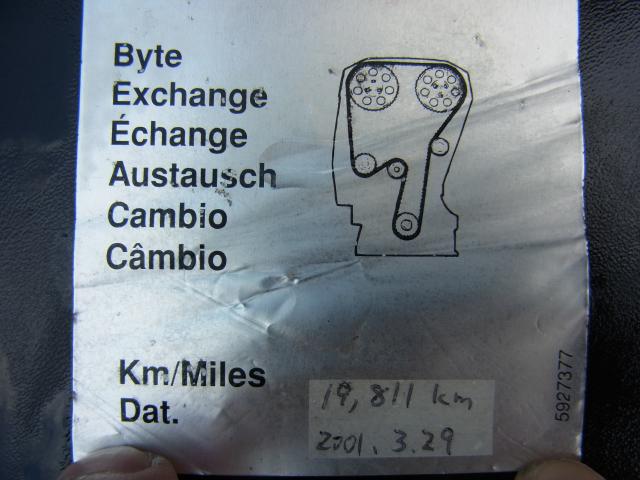 Byte
Exchange
Échange
Austausch
Cambio
Câmbio
Km/Miles 19,811 km
Dat. 2001.3.29
5927377